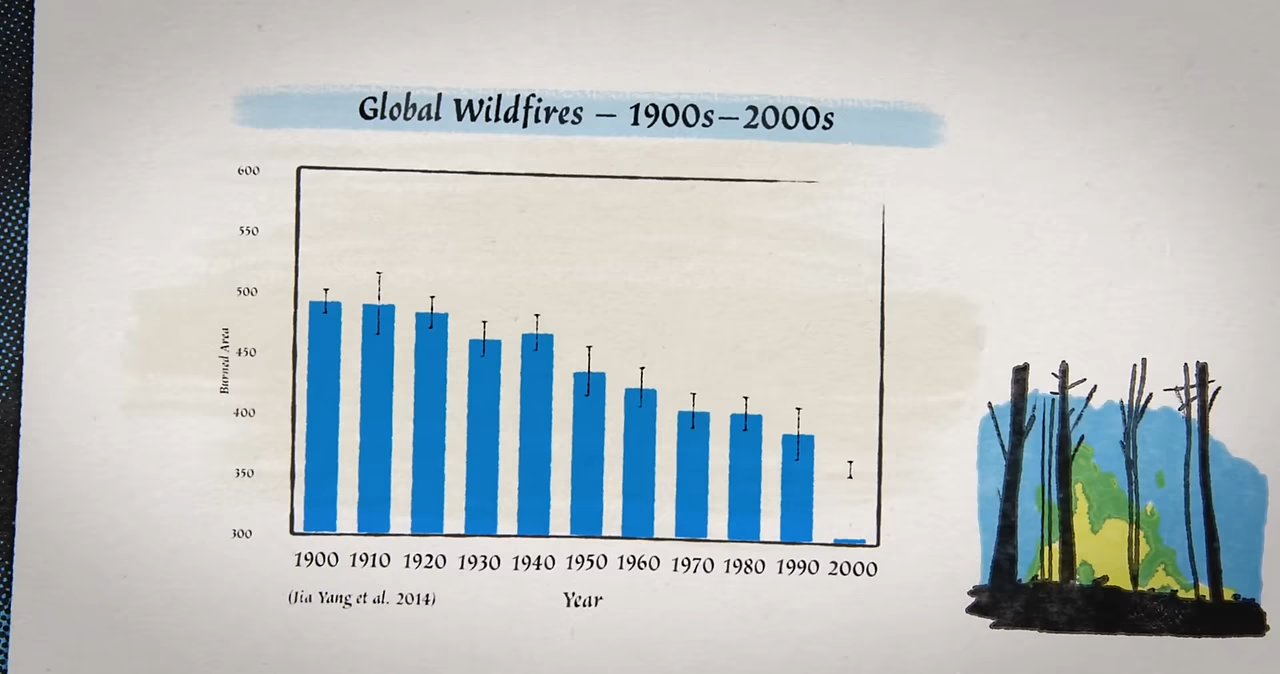 Global Wildfires – 1900s–2000s
600
550
500
450
400
350
300
Burned Area
1900 1910 1920 1930 1940 1950 1960 1970 1980 1990 2000
(Jia Yang et al. 2014)
Year